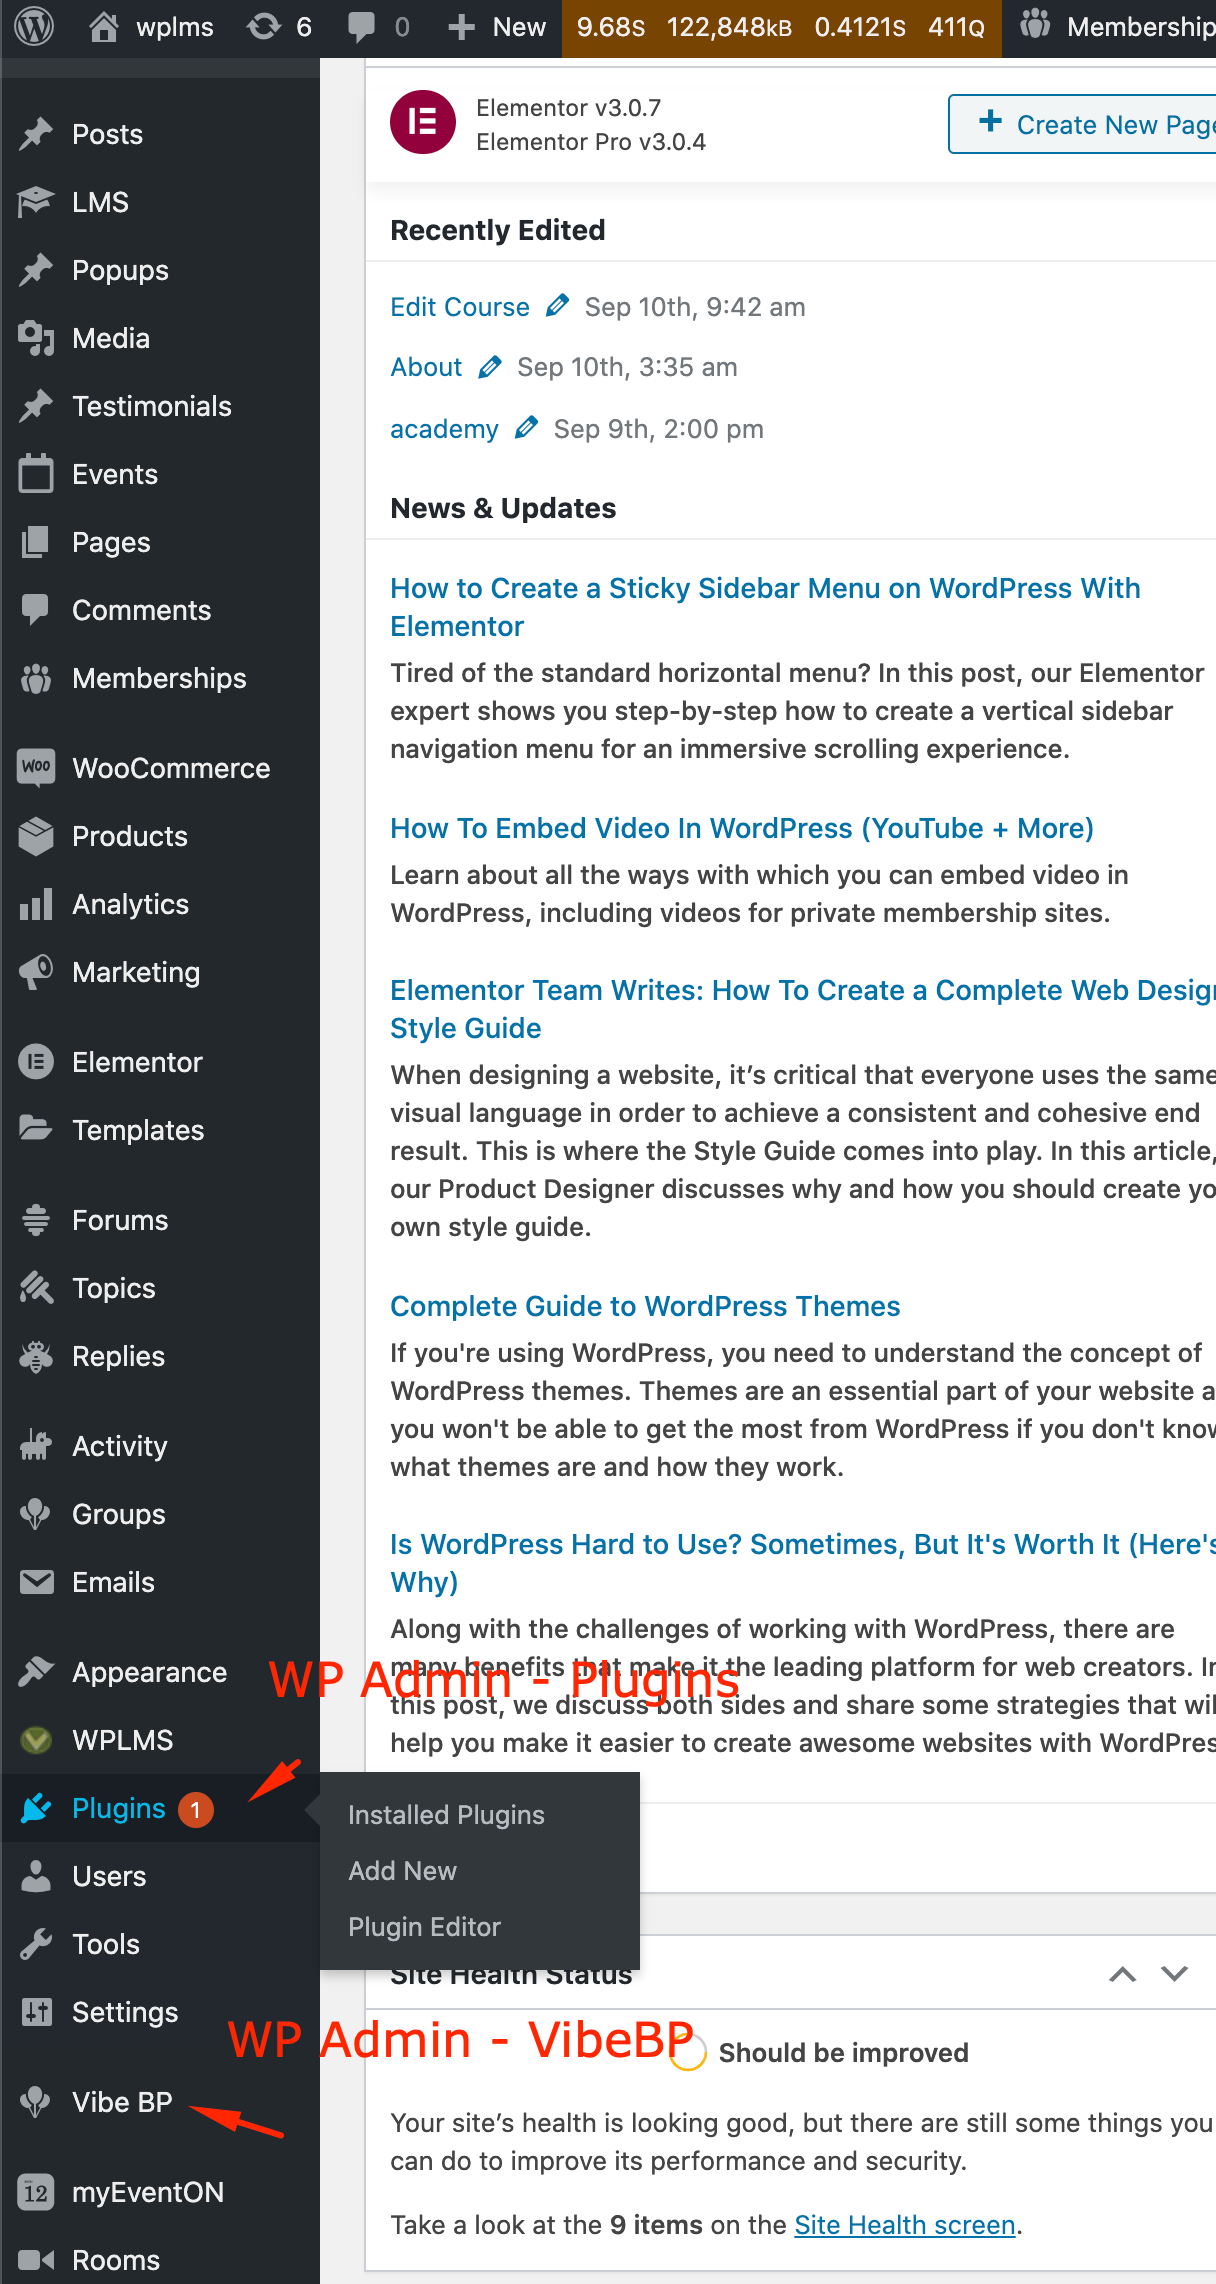 wplms 6 0 + New 9.68S 122,848KB 0.4121S 411Q Membership
Posts
LMS
Popups
Media
Testimonials
Events
Pages
Comments
Memberships
WOO WooCommerce
Products
Analytics
Marketing
Elementor
Templates
Forums
Topics
Replies
Activity
Groups
Emails
Appearance
WPLMS
Plugins 1
Users
Tools
Settings
Vibe BP
12 myEventON
Rooms
Installed Plugins
Add New
Plugin Editor
WP Admin - Plugins
WP Admin - VibeBP
Elementor v3.0.7
Elementor Pro v3.0.4
+ Create New Page
Recently Edited
Edit Course Sep 10th, 9:42 am
About Sep 10th, 3:35 am
academy Sep 9th, 2:00 pm
News & Updates
How to Create a Sticky Sidebar Menu on WordPress With
Elementor
Tired of the standard horizontal menu? In this post, our Elementor
expert shows you step-by-step how to create a vertical sidebar
navigation menu for an immersive scrolling experience.
How To Embed Video In WordPress (YouTube + More)
Learn about all the ways with which you can embed video in
WordPress, including videos for private membership sites.
Elementor Team Writes: How To Create a Complete Web Design
Style Guide
When designing a website, it’s critical that everyone uses the same
visual language in order to achieve a consistent and cohesive end
result. This is where the Style Guide comes into play. In this article,
our Product Designer discusses why and how you should create yo
own style guide.
Complete Guide to WordPress Themes
If you're using WordPress, you need to understand the concept of
WordPress themes. Themes are an essential part of your website a
you won't be able to get the most from WordPress if you don't know
what themes are and how they work.
Is WordPress Hard to Use? Sometimes, But It's Worth It (Here's
Why)
Along with the challenges of working with WordPress, there are
many benefits that make it the leading platform for web creators. In
this post, we discuss both sides and share some strategies that wil
help you make it easier to create awesome websites with WordPres
Site Health Status
Should be improved
Your site’s health is looking good, but there are still some things you
can do to improve its performance and security.
Take a look at the 9 items on the Site Health screen.